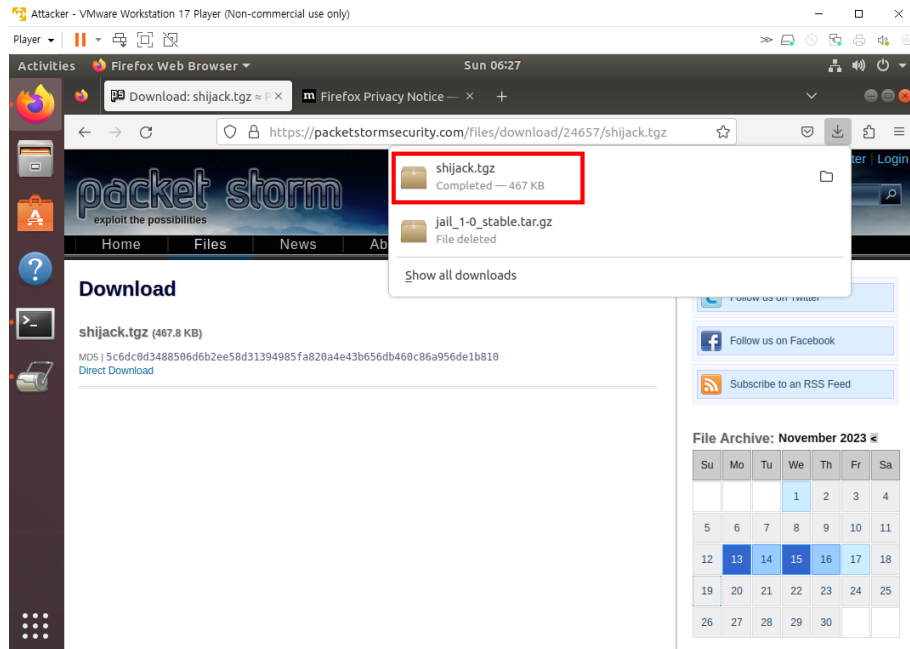 Attacker - VMware Workstation 17 Player (Non-commercial use only)
Player
Activities Firefox Web Browser Sun 06:27
Download: shijack.tgz ≈ P Firefox Privacy Notice — +
https://packetstormsecurity.com/files/download/24657/shijack.tgz
shijack.tgz
Completed — 467 KB
jail_1-0_stable.tar.gz
File deleted
Show all downloads
ter | Login
packet storm
exploit the possibilities
Home Files News Ab
Download
shijack.tgz (467.8 KB)
MD5 | 5c6dc0d3488506d6b2ee58d31394985fa820a4e43b656db460c86a956de1b810
Direct Download
Follow us on Twitter
Follow us on Facebook
Subscribe to an RSS Feed
File Archive: November 2023 <
Su Mo Tu We Th Fr Sa
1 2 3 4
5 6 7 8 9 10 11
12 13 14 15 16 17 18
19 20 21 22 23 24 25
26 27 28 29 30